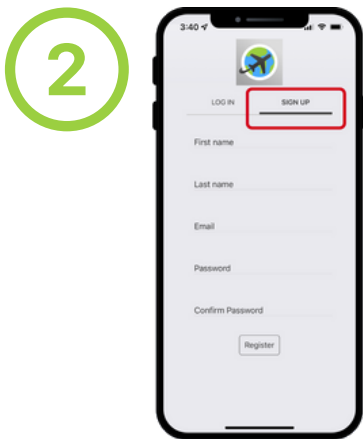 2
3:40
LOG IN SIGN UP
First name
Last name
Email
Password
Confirm Password
Register